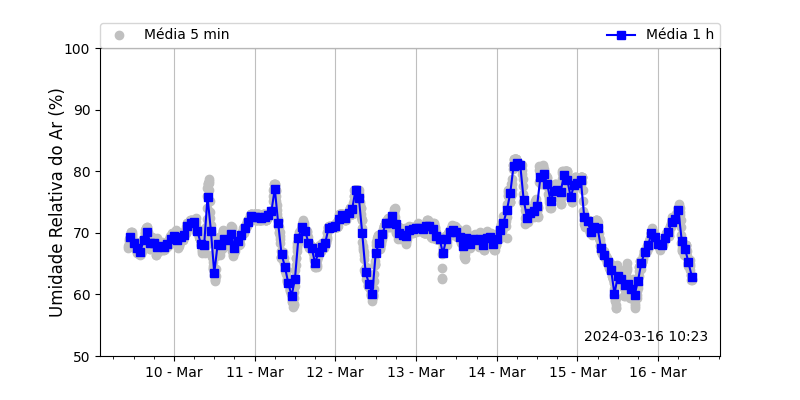 Média 5 min
Média 1 h
Umidade Relativa do Ar (%)
100
90
80
70
60
50
2024-03-16 10:23
10 - Mar
11 - Mar
12 - Mar
13 - Mar
14 - Mar
15 - Mar
16 - Mar